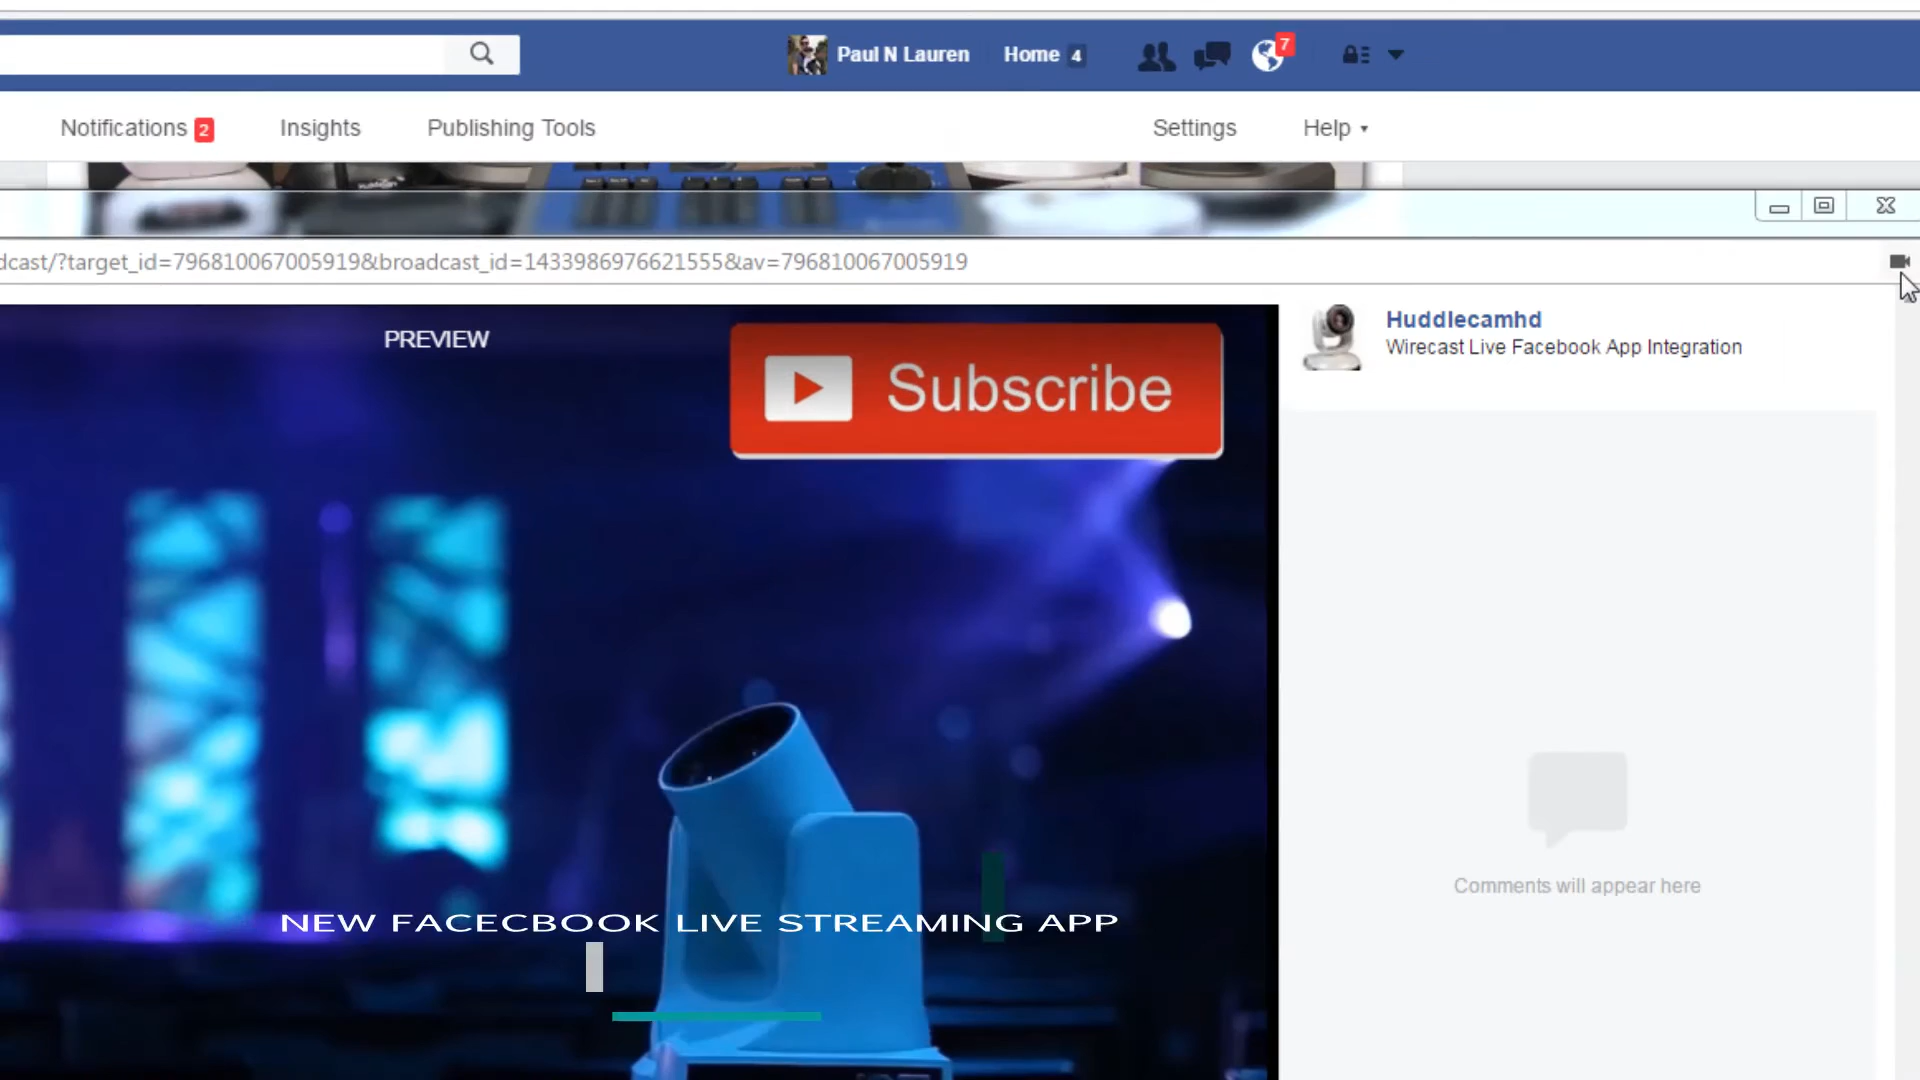 Paul N Lauren
Home 4
7
Notifications 2
Insights
Publishing Tools
Settings
Help
dcast/?target_id=796810067005919&broadcast_id=1433986976621555&av=796810067005919
PREVIEW
Subscribe
Huddlecamhd
Wirecast Live Facebook App Integration
NEW FACECBOOK LIVE STREAMING APP
Comments will appear here